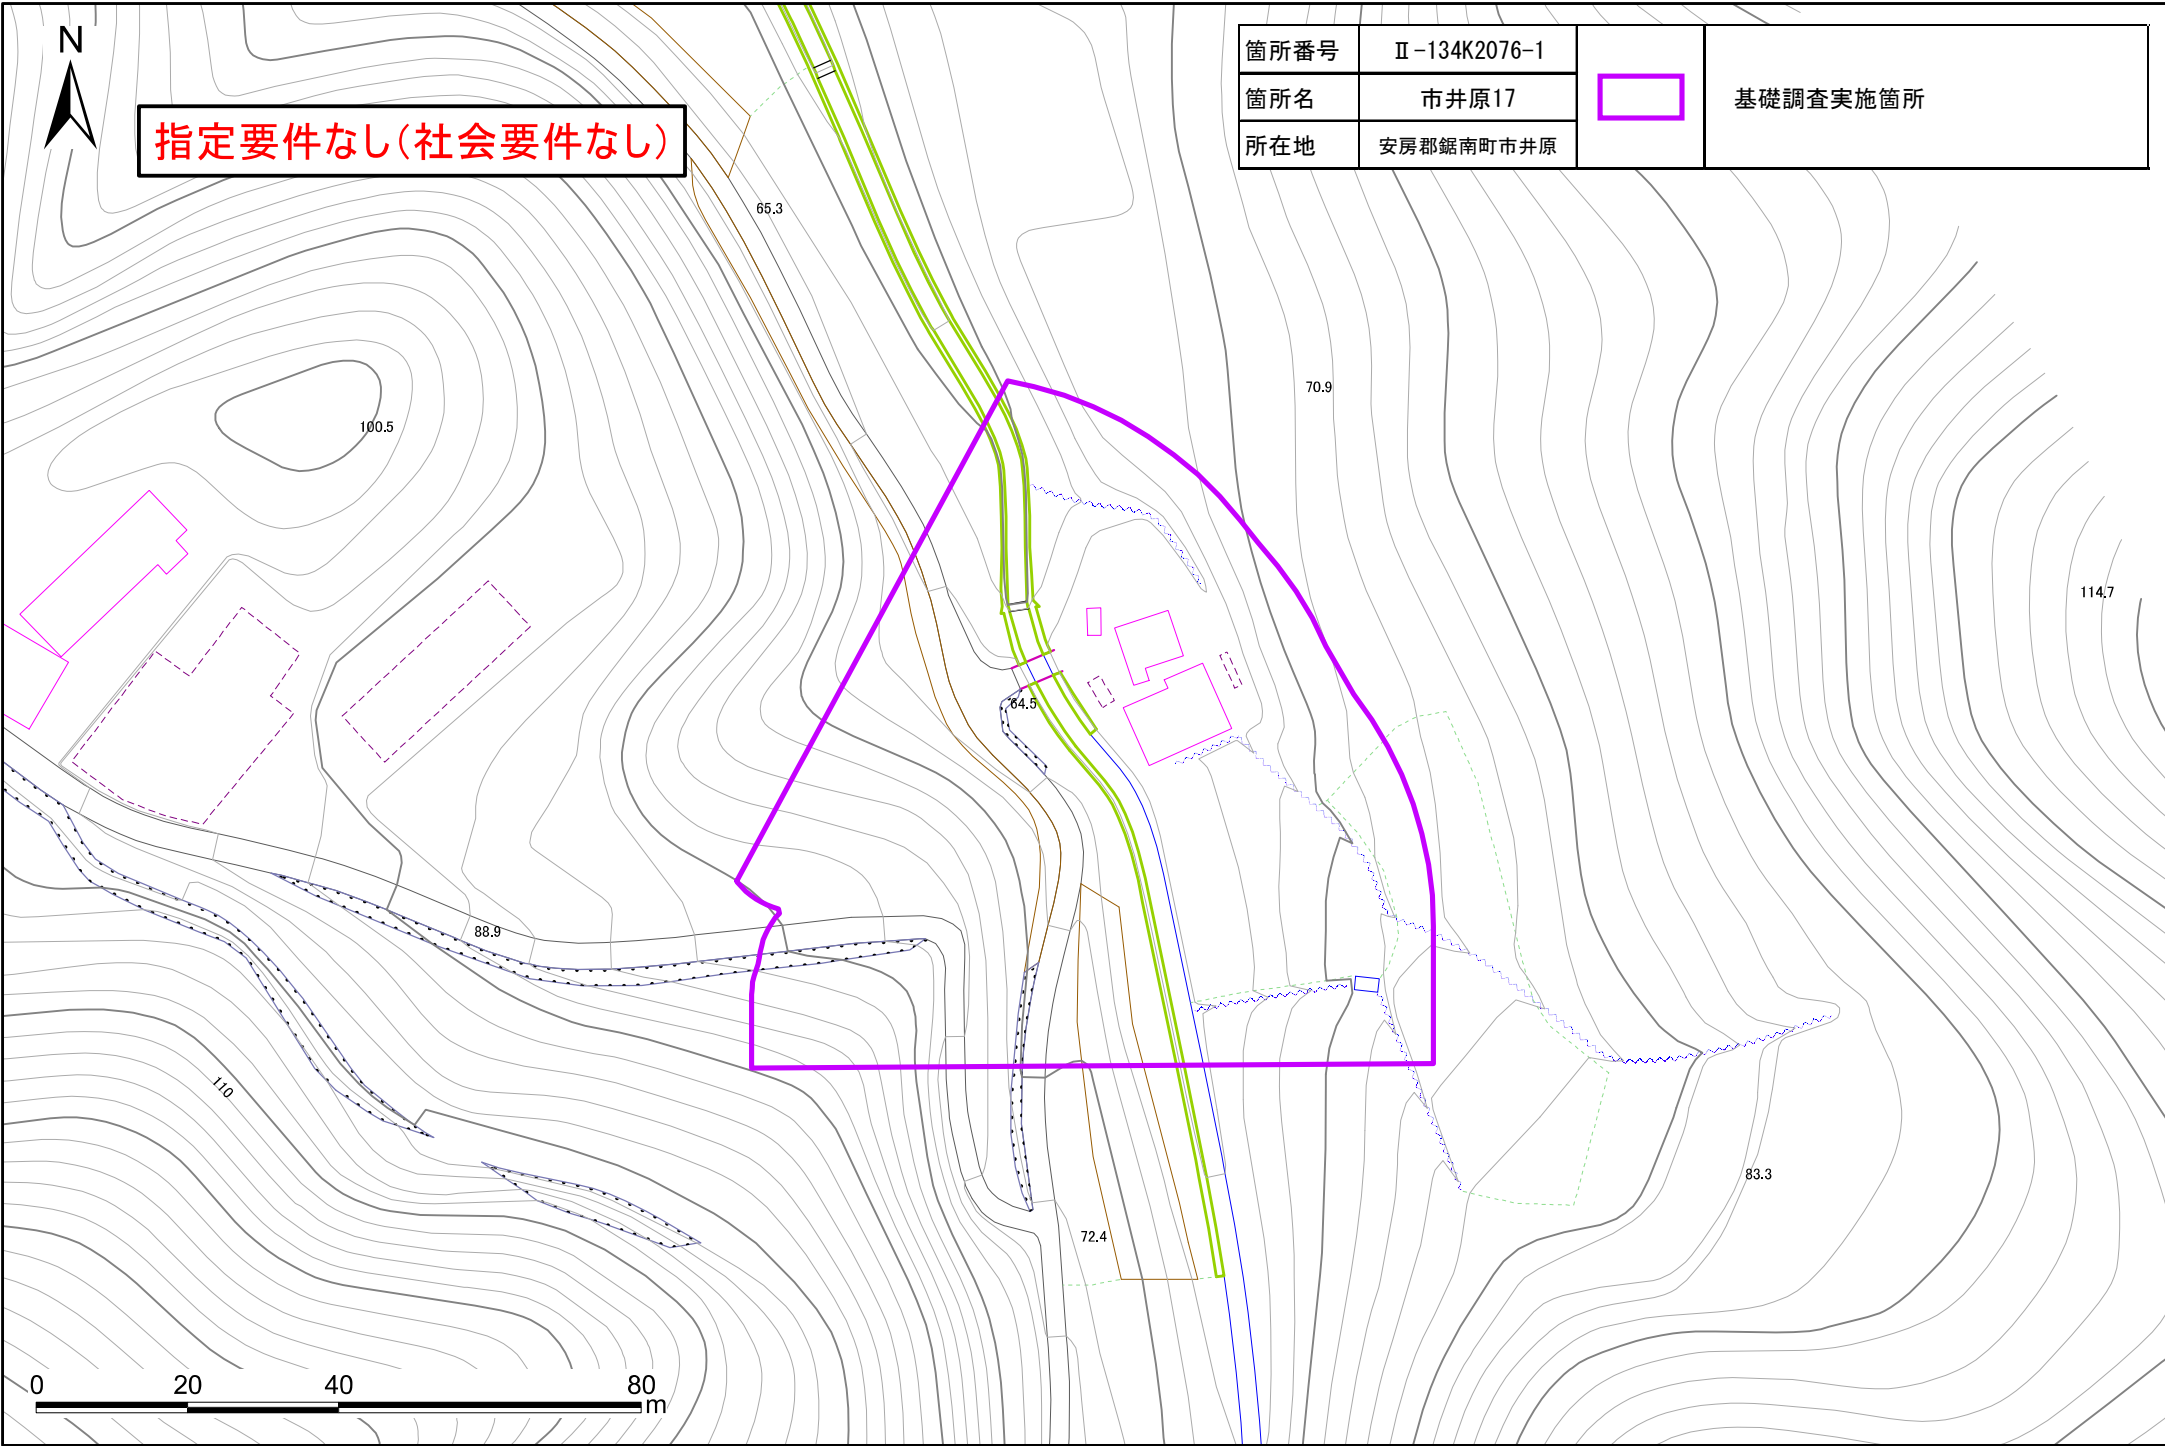 N
指定要件なし(社会要件なし)
箇所番号 Ⅱ-134K2076-1
箇所名 市井原17
所在地 安房郡鋸南町市井原
基礎調査実施箇所
65.3
70.9
100.5
114.7
64.5
88.9
110
83.3
72.4
0 20 40 80
m